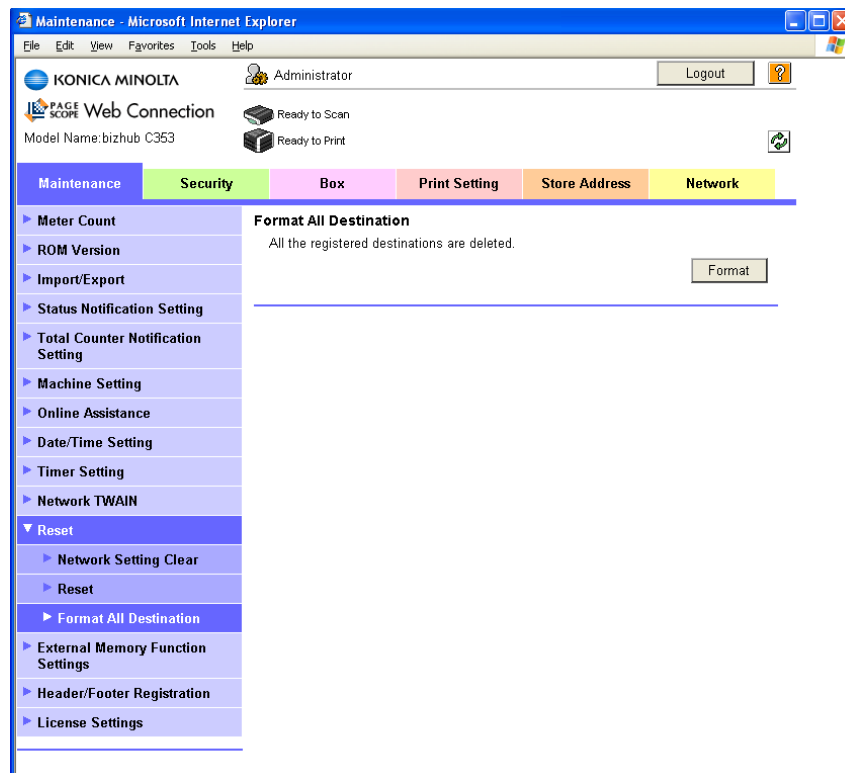 Maintenance - Microsoft Internet Explorer
File Edit View Favorites Tools Help
KONICA MINOLTA
Administrator
Logout
?
PAGE SCOPE Web Connection
Ready to Scan
Model Name:bizhub C353
Ready to Print
Maintenance Security Box Print Setting Store Address Network
Meter Count
ROM Version
Import/Export
Status Notification Setting
Total Counter Notification
Setting
Machine Setting
Online Assistance
Date/Time Setting
Timer Setting
Network TWAIN
Reset
Network Setting Clear
Reset
Format All Destination
External Memory Function
Settings
Header/Footer Registration
License Settings
Format All Destination
All the registered destinations are deleted.
Format